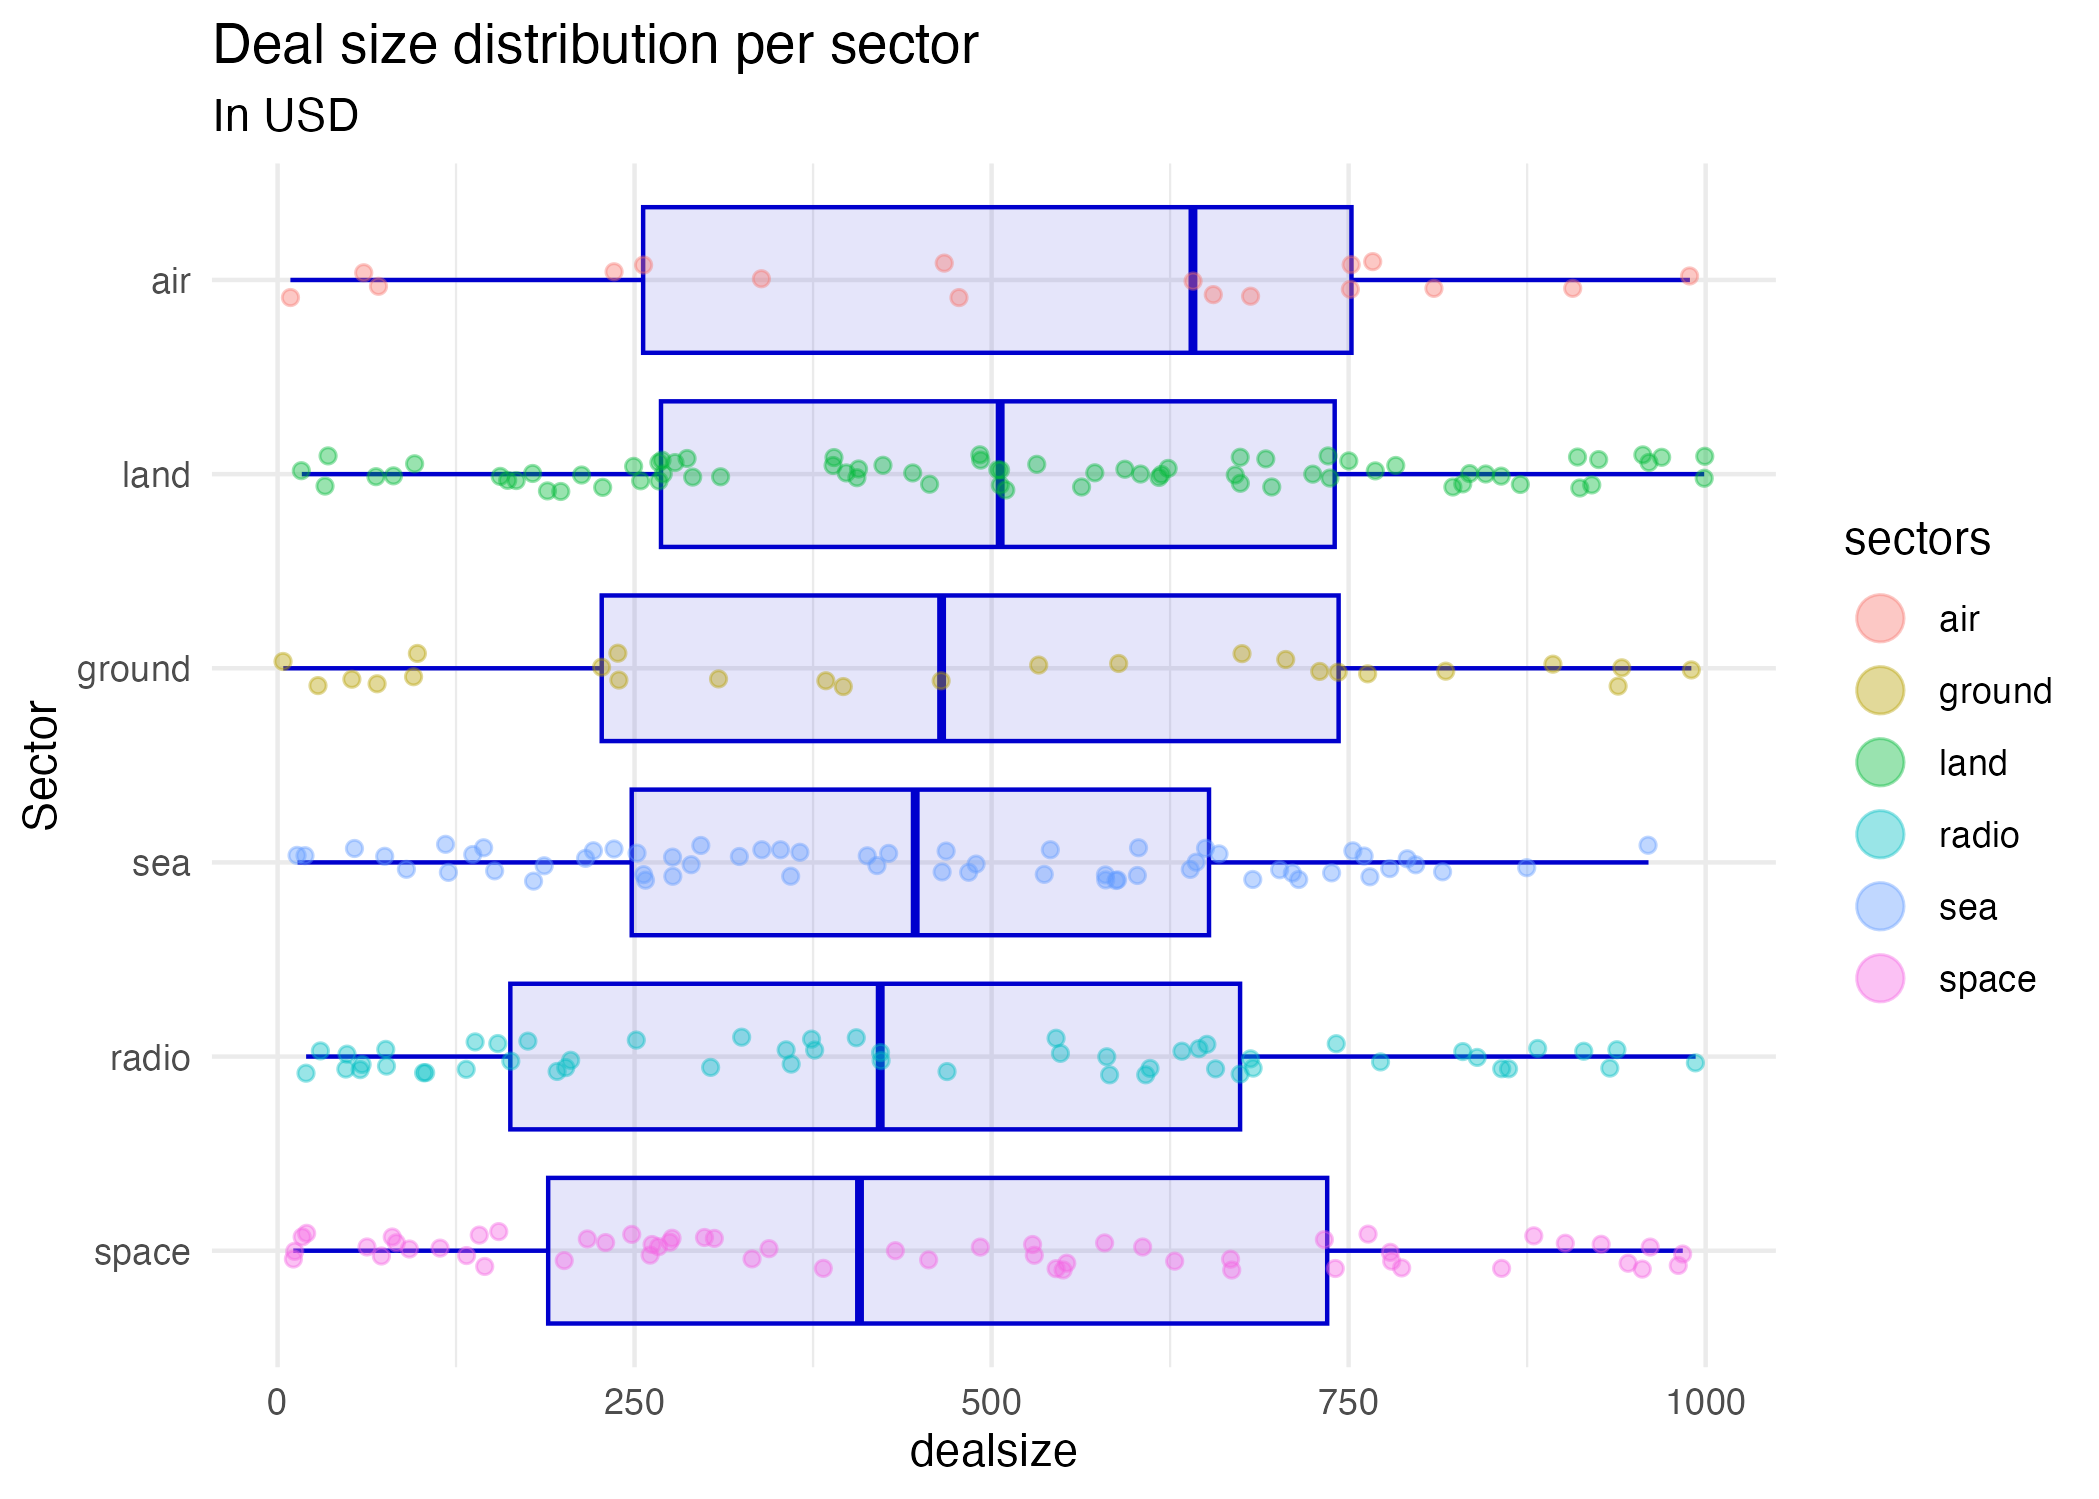 Deal size distribution per sector
In USD
air
land
ground
sea
radio
space
Sector
0 250 500 750 1000
dealsize
sectors
air
ground
land
radio
sea
space